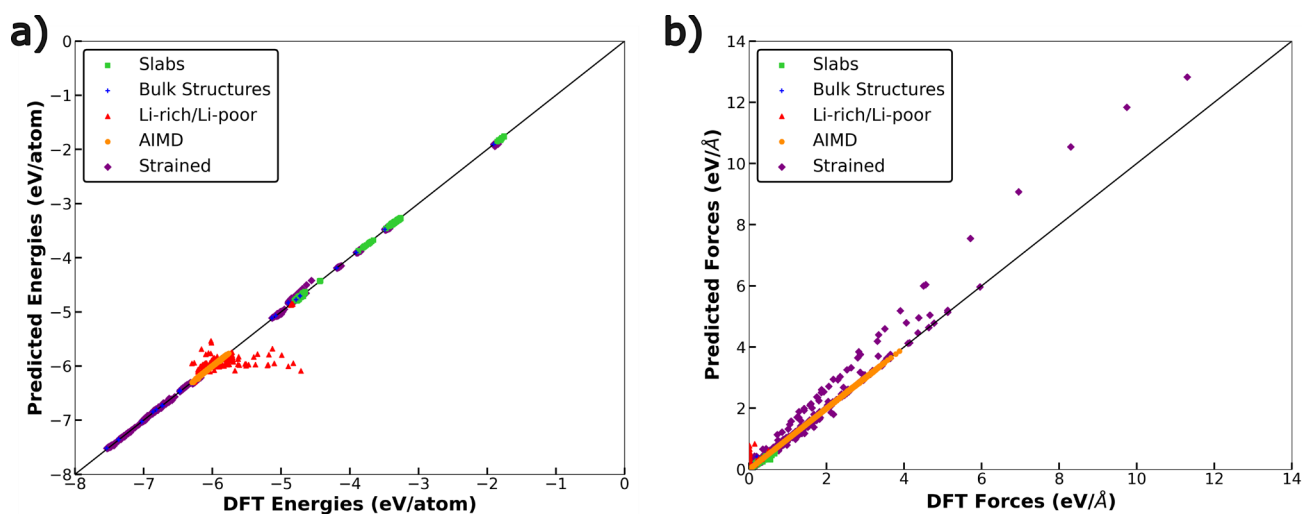 a)
Predicted Energies (eV/atom)
0
−1
−2
−3
−4
−5
−6
−7
−8
Slabs
Bulk Structures
Li-rich/Li-poor
AIMD
Strained
−8 −7 −6 −5 −4 −3 −2 −1 0
DFT Energies (eV/atom)
b)
Predicted Forces (eV/Å)
14
12
10
8
6
4
2
0
Slabs
Bulk Structures
Li-rich/Li-poor
AIMD
Strained
0 2 4 6 8 10 12 14
DFT Forces (eV/Å)